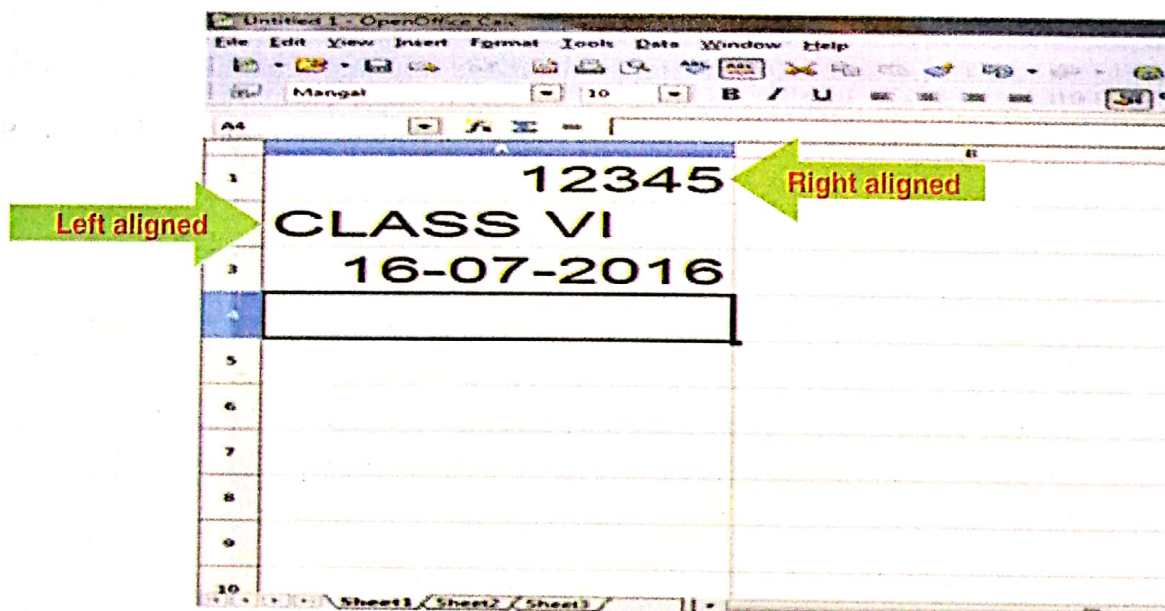 Untitled 1 - OpenOffice Calc
File Edit View Insert Format Tools Data Window Help
Mangal 10 B I U
A4
A B
1 12345 Right aligned
Left aligned CLASS VI
3 16-07-2016
4
5
6
7
8
9
10
Sheet1 Sheet2 Sheet3